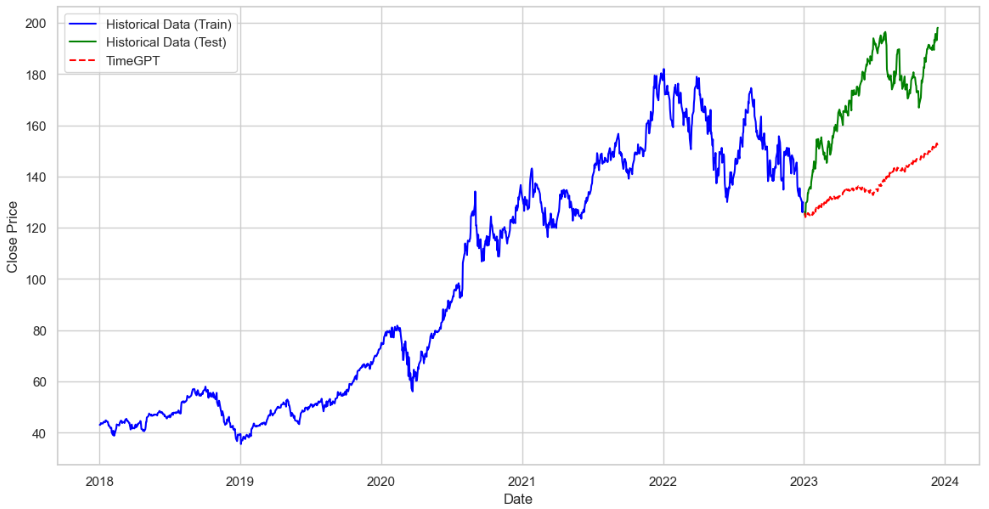 Historical Data (Train)
Historical Data (Test)
TimeGPT
Close Price
200
180
160
140
120
100
80
60
40
2018 2019 2020 2021 2022 2023 2024
Date